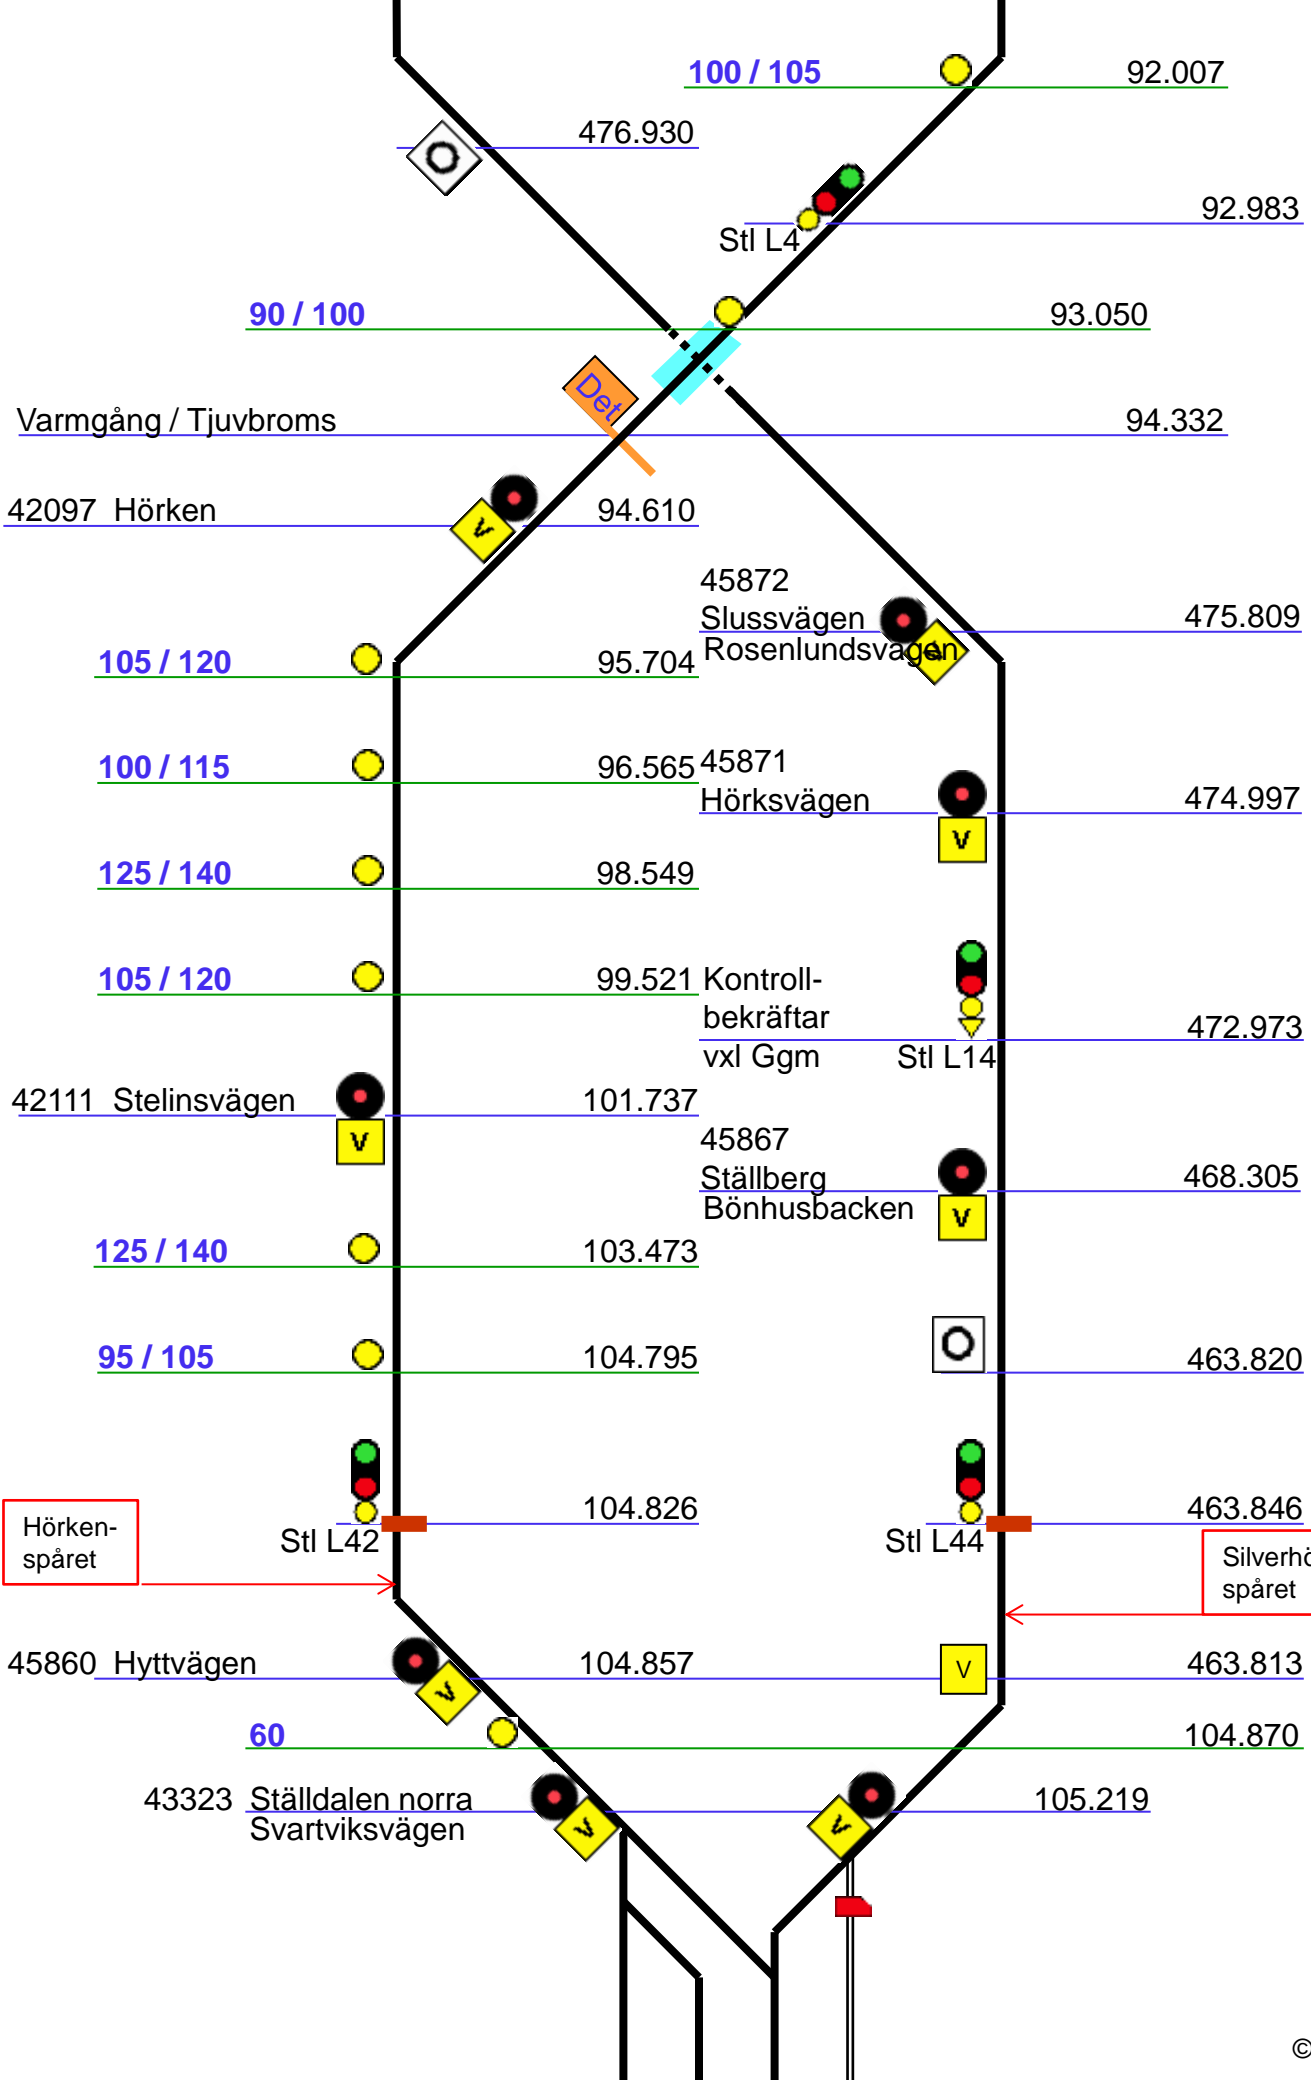 100 / 105 92.007
476.930
92.983
Stl L4
90 / 100 93.050
Det
Varmgång / Tjuvbroms 94.332
42097 Hörken 94.610
45872
Slussvägen 475.809
Rosenlundsvägen
105 / 120 95.704
100 / 115 96.565
45871
Hörksvägen 474.997
V
125 / 140 98.549
105 / 120 99.521
Kontroll-
bekräftar 472.973
vxl Ggm Stl L14
42111 Stelinsvägen 101.737
V
45867
Ställberg 468.305
Bönhusbacken
V
125 / 140 103.473
95 / 105 104.795
463.820
104.826 463.846
Stl L42 Stl L44
Hörken-
spåret
Silverhö
spåret
V
45860 Hyttvägen 104.857 463.813
V V
60 104.870
43323 Ställdalen norra 105.219
Svartviksvägen
V V
©